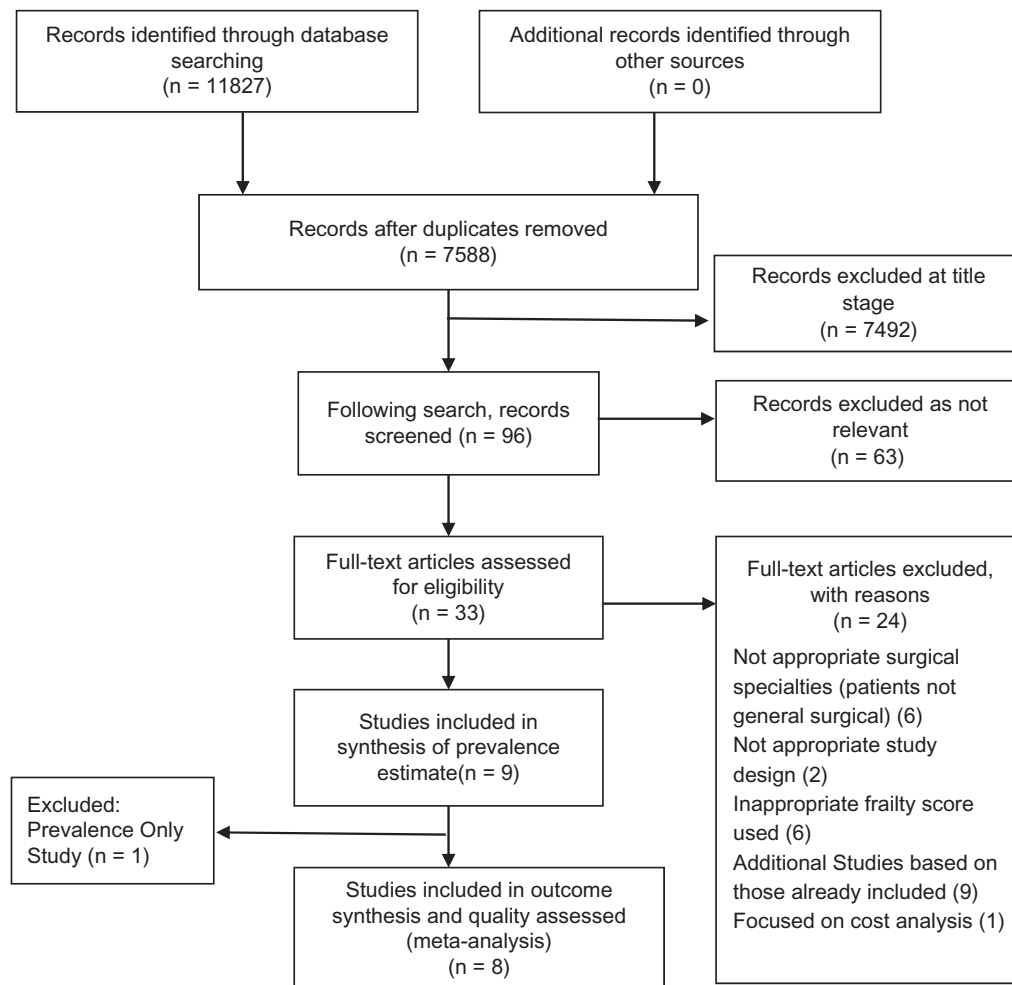 Records identified through database
searching
(n = 11827)
Additional records identified through
other sources
(n = 0)
Records after duplicates removed
(n = 7588)
Records excluded at title
stage
(n = 7492)
Following search, records
screened (n = 96)
Records excluded as not
relevant
(n = 63)
Full-text articles assessed
for eligibility
(n = 33)
Full-text articles excluded,
with reasons
(n = 24)
Not appropriate surgical
specialties (patients not
general surgical) (6)
Not appropriate study
design (2)
Inappropriate frailty score
used (6)
Additional Studies based on
those already included (9)
Focused on cost analysis (1)
Studies included in
synthesis of prevalence
estimate(n = 9)
Excluded:
Prevalence Only
Study (n = 1)
Studies included in outcome
synthesis and quality assessed
(meta-analysis)
(n = 8)